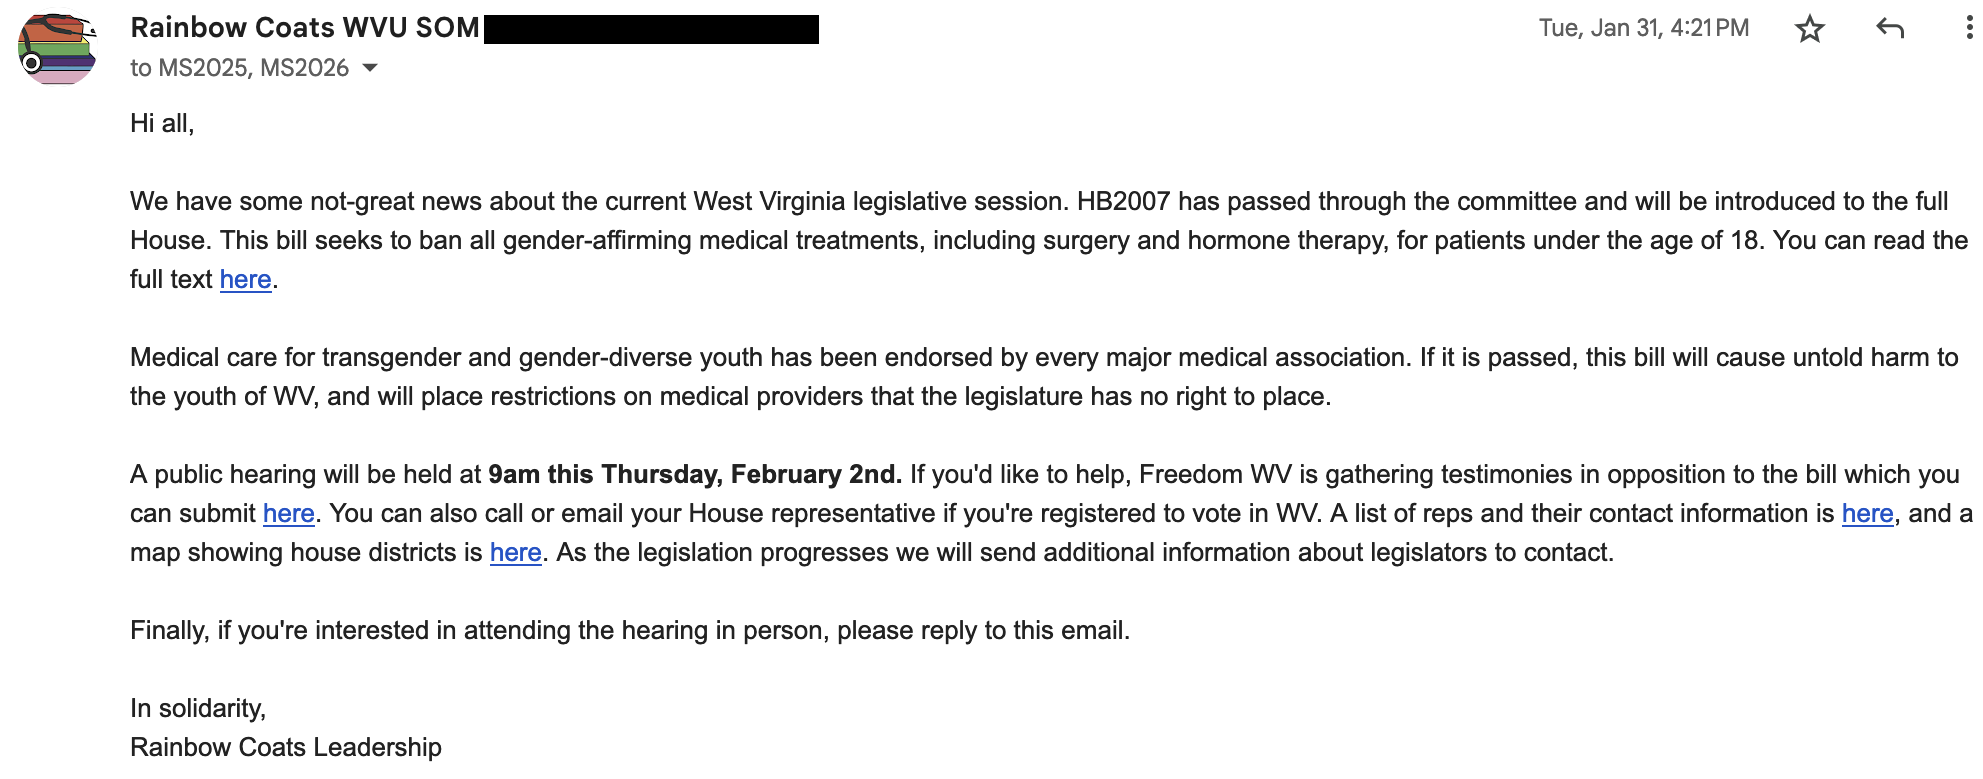 Rainbow Coats WVU SOM
Tue, Jan 31, 4:21 PM
to MS2025, MS2026
Hi all,
We have some not-great news about the current West Virginia legislative session. HB2007 has passed through the committee and will be introduced to the full
House. This bill seeks to ban all gender-affirming medical treatments, including surgery and hormone therapy, for patients under the age of 18. You can read the
full text here.
Medical care for transgender and gender-diverse youth has been endorsed by every major medical association. If it is passed, this bill will cause untold harm to
the youth of WV, and will place restrictions on medical providers that the legislature has no right to place.
A public hearing will be held at 9am this Thursday, February 2nd. If you'd like to help, Freedom WV is gathering testimonies in opposition to the bill which you
can submit here. You can also call or email your House representative if you're registered to vote in WV. A list of reps and their contact information is here, and a
map showing house districts is here. As the legislation progresses we will send additional information about legislators to contact.
Finally, if you're interested in attending the hearing in person, please reply to this email.
In solidarity,
Rainbow Coats Leadership